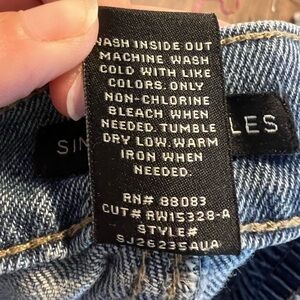 WASH INSIDE OUT
MACHINE WASH
COLD WITH LIKE
COLORS. ONLY
NON-CHLORINE
BLEACH WHEN
NEEDED. TUMBLE
DRY LOW. WARM
IRON WHEN
NEEDED.
RN# 88083
CUT# RW15328-A
STYLE#
SJ26235AUA